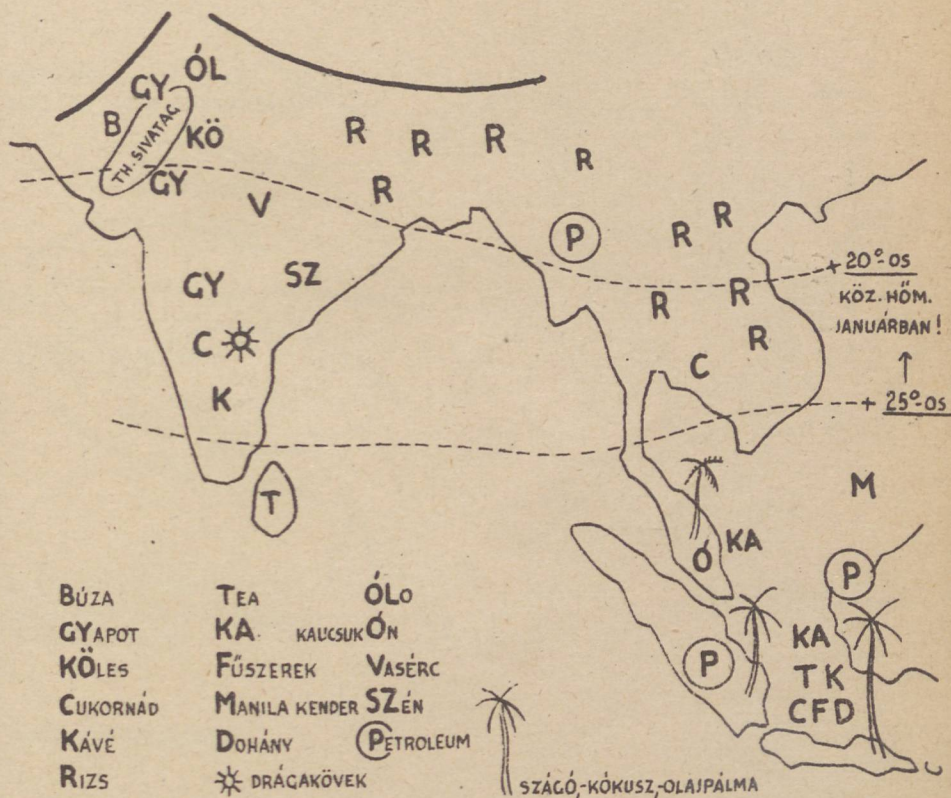 ÓL
GY
B
TH. SIVATAG
KÖ
GY
V
R R R R
R
P
R R
GY SZ
R R
R
C
K
C
20°-OS
KÖZ. HŐM.
JANUÁRBAN!
25°-OS
T
M
KA
Ó
P
P
KA
TK
CFD
BÚZA TEA ÓLO
GYAPOT KA KAUCSUK ÓN
KÖLES FŰSZEREK VASÉRC
CUKORNÁD MANILA KENDER SZÉN
KÁVÉ DOHÁNY PETROLEUM
RIZS DRÁGAKÖVEK
SZÁGÓ-,KÓKUSZ-,OLAJPÁLMA